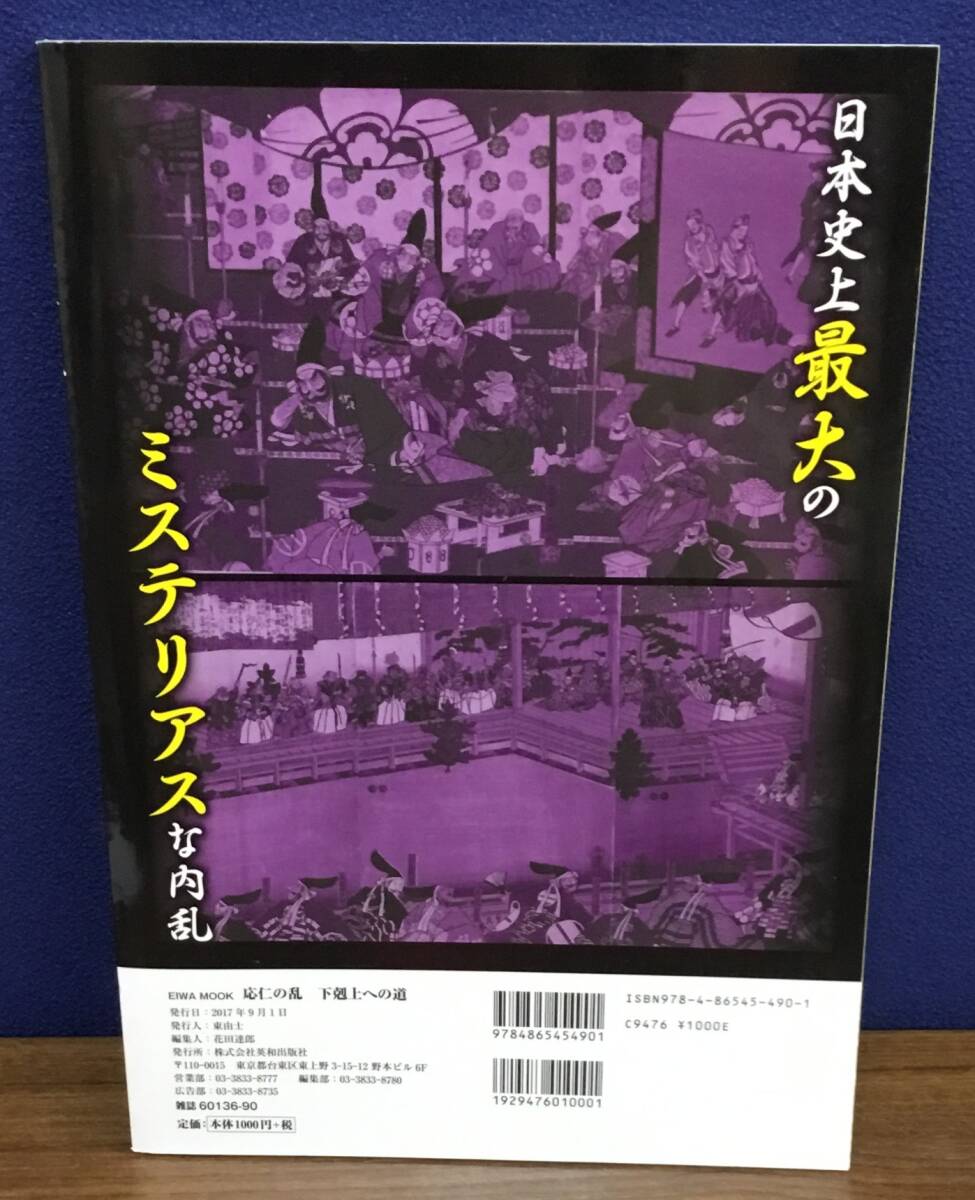 日本史上最大の
ミステリアスな内乱
EIWA MOOK 応仁の乱 下剋上への道
発行日：2017年9月1日
発行人：東由士
編集人：花田達郎
発行所：株式会社英和出版社
〒110-0015 東京都台東区東上野3-15-12 野本ビル6F
営業部：03-3833-8777 編集部：03-3833-8780
広告部：03-3833-8735
雑誌 60136-90
定価：本体1000円+税
9784865454901
1929476010001
ISBN978-4-86545-490-1
C9476 ¥1000E